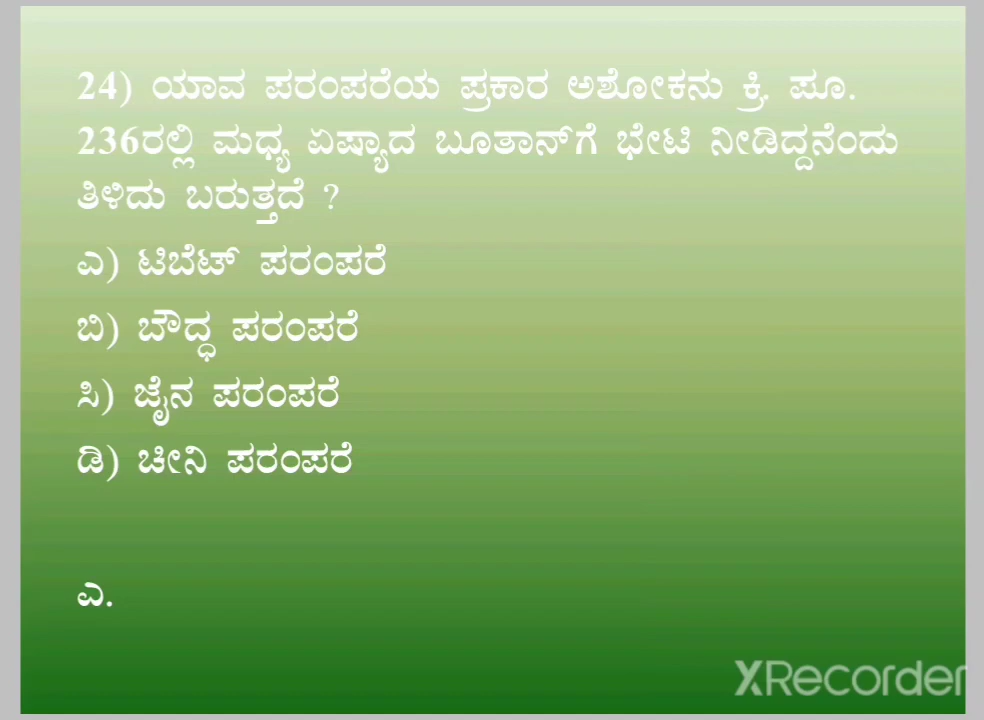 24) ಯಾವ ಪರಂಪರೆಯ ಪ್ರಕಾರ ಅಶೋಕನು ಕ್ರಿ. ಪೂ.
236ರಲ್ಲಿ ಮಧ್ಯ ಏಷ್ಯಾದ ಬೂತಾನ್‌ಗೆ ಭೇಟಿ ನೀಡಿದ್ದನೆಂದು
ತಿಳಿದು ಬರುತ್ತದೆ ?
ಎ) ಟಿಬೆಟ್ ಪರಂಪರೆ
ಬಿ) ಬೌದ್ಧ ಪರಂಪರೆ
ಸಿ) ಜೈನ ಪರಂಪರೆ
ಡಿ) ಚೀನಿ ಪರಂಪರೆ
ಎ.
XRecorder